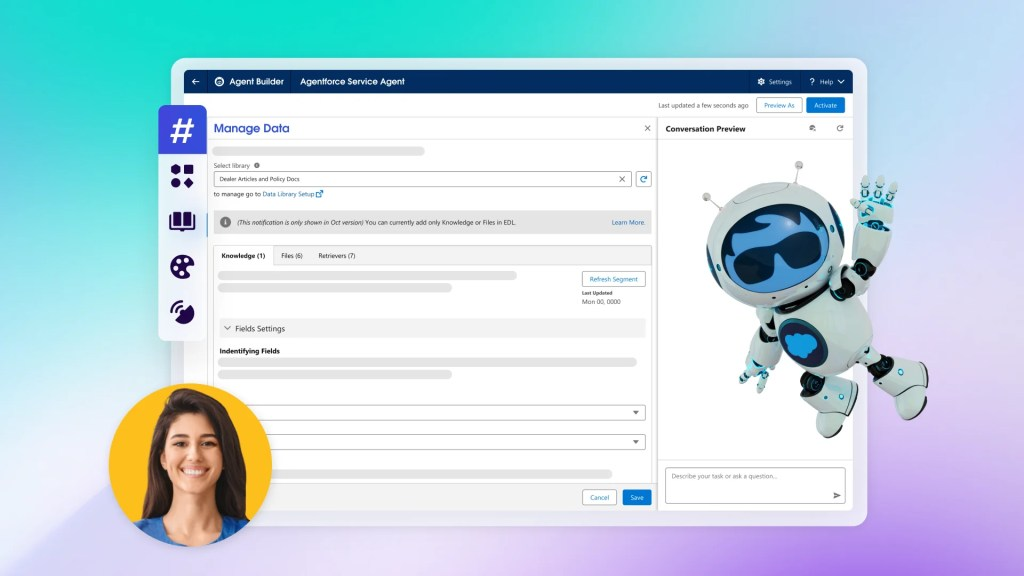 Agent Builder
Agentforce Service Agent
Settings
? Help
Last updated a few seconds ago
Preview As
Activate
#
Manage Data
Conversation Preview
Select library
Dealer Articles and Policy Docs
to manage go to Data Library Setup
(This notification is only shown in Oct version) You can currently add only Knowledge or Files in EDL.
Learn More
Knowledge (1)
Files (6)
Retrievers (7)
Refresh Segment
Last Updated
Mon 00, 0000
Fields Settings
Indentifying Fields
Describe your task or ask a question...
Cancel
Save